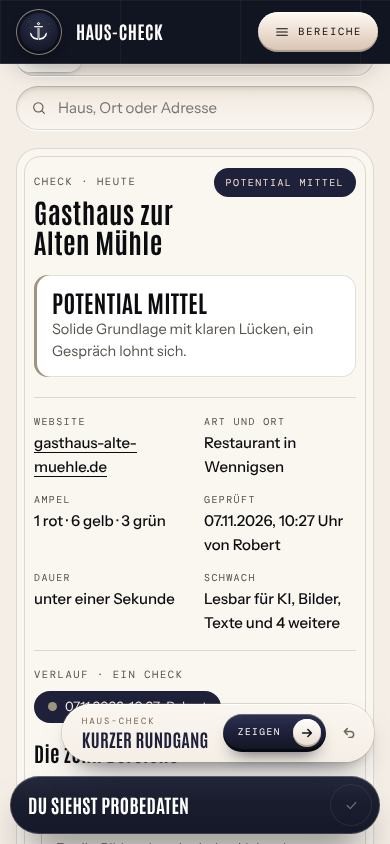 HAUS-CHECK
BEREICHE
Haus, Ort oder Adresse
CHECK · HEUTE
POTENTIAL MITTEL
Gasthaus zur
Alten Mühle
POTENTIAL MITTEL
Solide Grundlage mit klaren Lücken, ein
Gespräch lohnt sich.
WEBSITE
gasthaus-alte-
muehle.de
ART UND ORT
Restaurant in
Wennigsen
AMPEL
1 rot · 6 gelb · 3 grün
GEPRÜFT
07.11.2026, 10:27 Uhr
von Robert
DAUER
unter einer Sekunde
SCHWACH
Lesbar für KI, Bilder,
Texte und 4 weitere
VERLAUF · EIN CHECK
HAUS-CHECK
KURZER RUNDGANG
ZEIGEN
Die
DU SIEHST PROBEDATEN